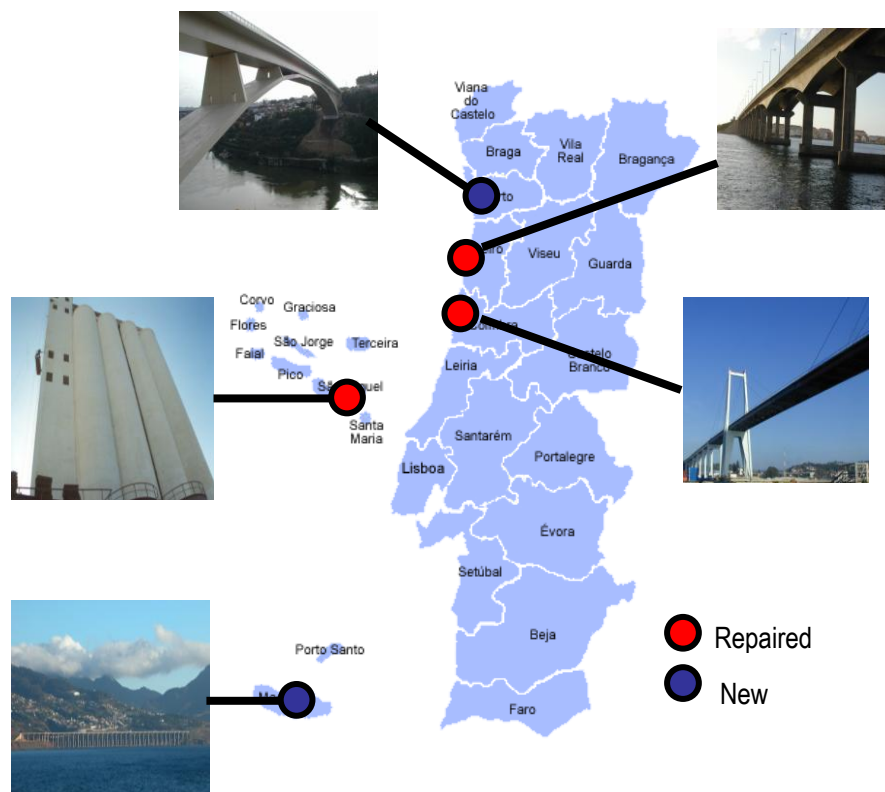 Viana
do
Castelo
Braga
Vila
Real
Bragança
Viseu
Guarda
Corvo
Graciosa
Flores
São Jorge
Terceira
Faial
Pico
Leiria
Branco
Santa
Maria
Santarém
Lisboa
Portalegre
Évora
Setúbal
Beja
Repaired
Porto Santo
New
Faro